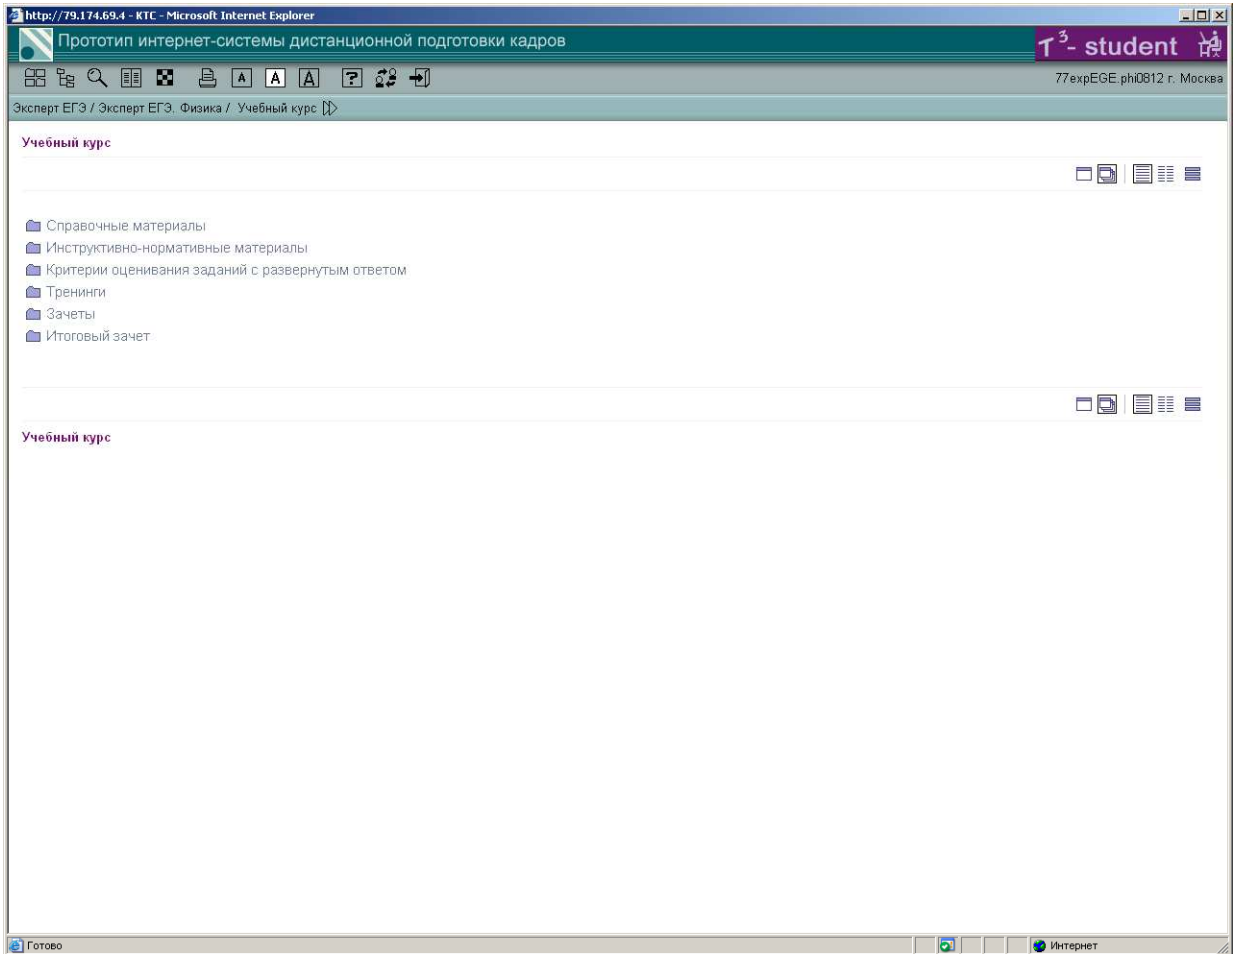 http://79.174.69.4 - КТС - Microsoft Internet Explorer
Прототип интернет-системы дистанционной подготовки кадров
T³- student
A A A ?
77expEGE.phi0812 г. Москва
Эксперт ЕГЭ / Эксперт ЕГЭ. Физика / Учебный курс
Учебный курс
Справочные материалы
Инструктивно-нормативные материалы
Критерии оценивания заданий с развернутым ответом
Тренинги
Зачеты
Итоговый зачет
Учебный курс
Готово
Интернет